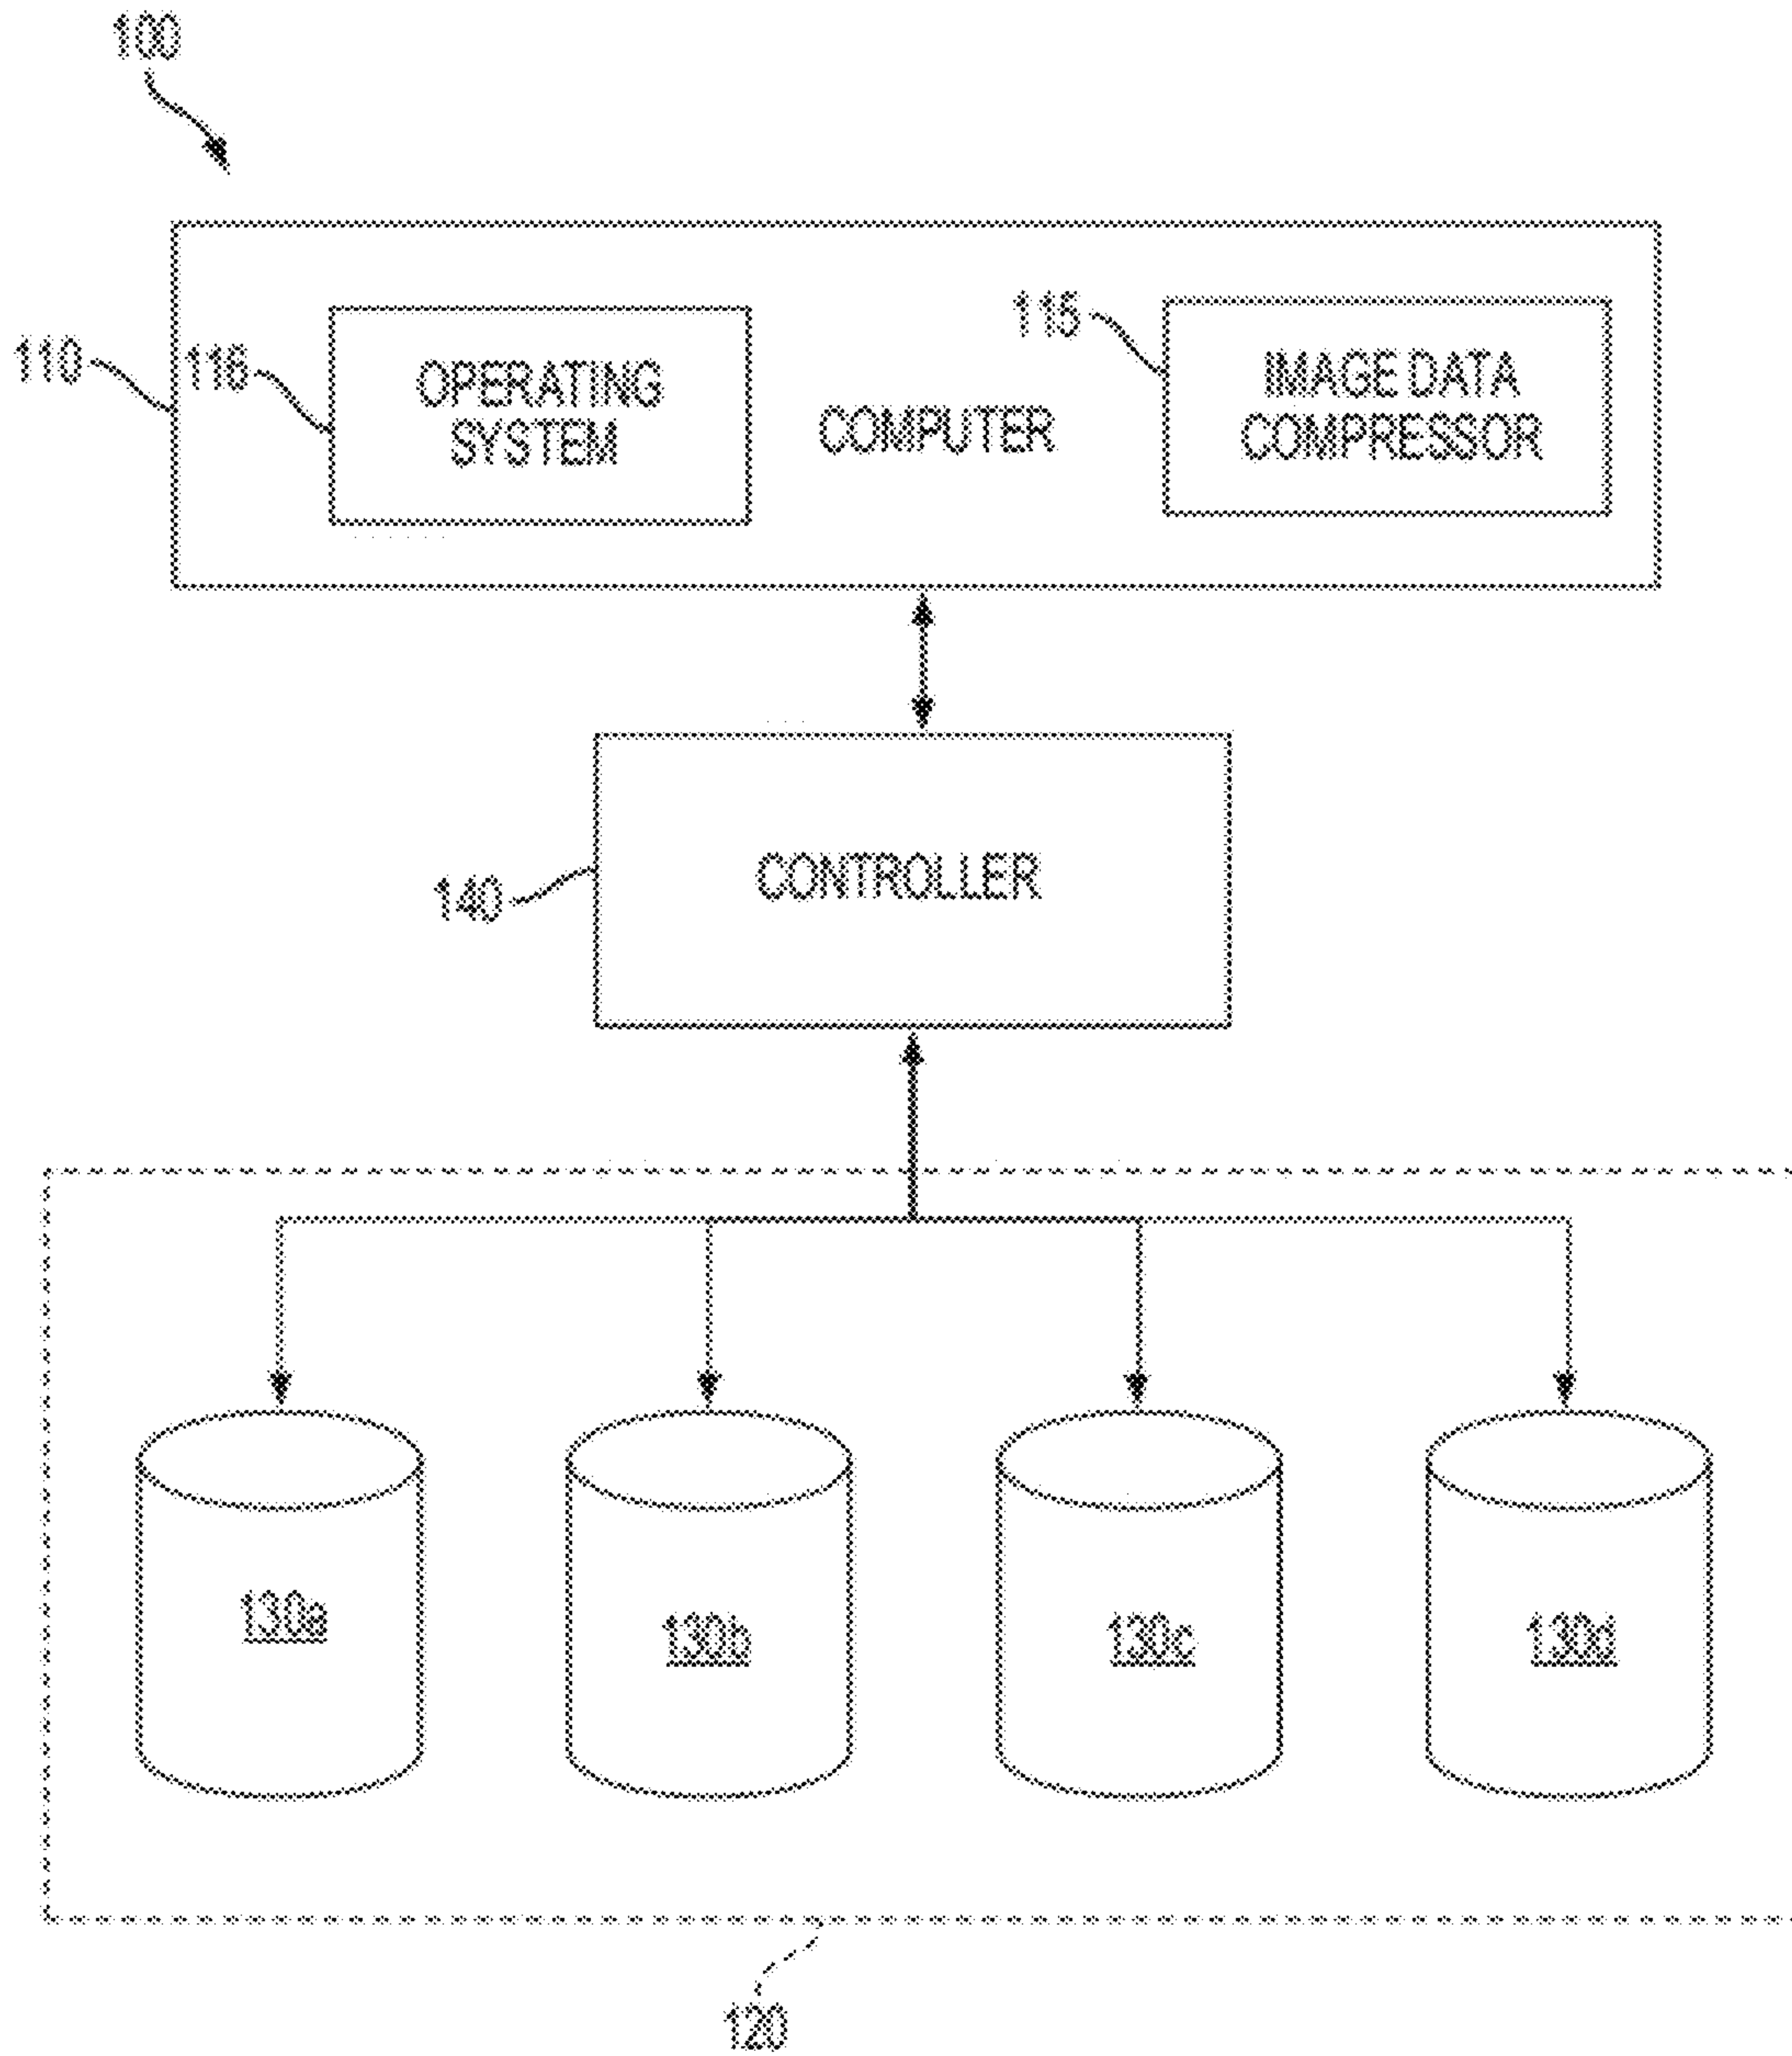 100
110
116
OPERATING
SYSTEM
COMPUTER
115
IMAGE DATA
COMPRESSOR
140
CONTROLLER
130a
130b
130c
130d
120